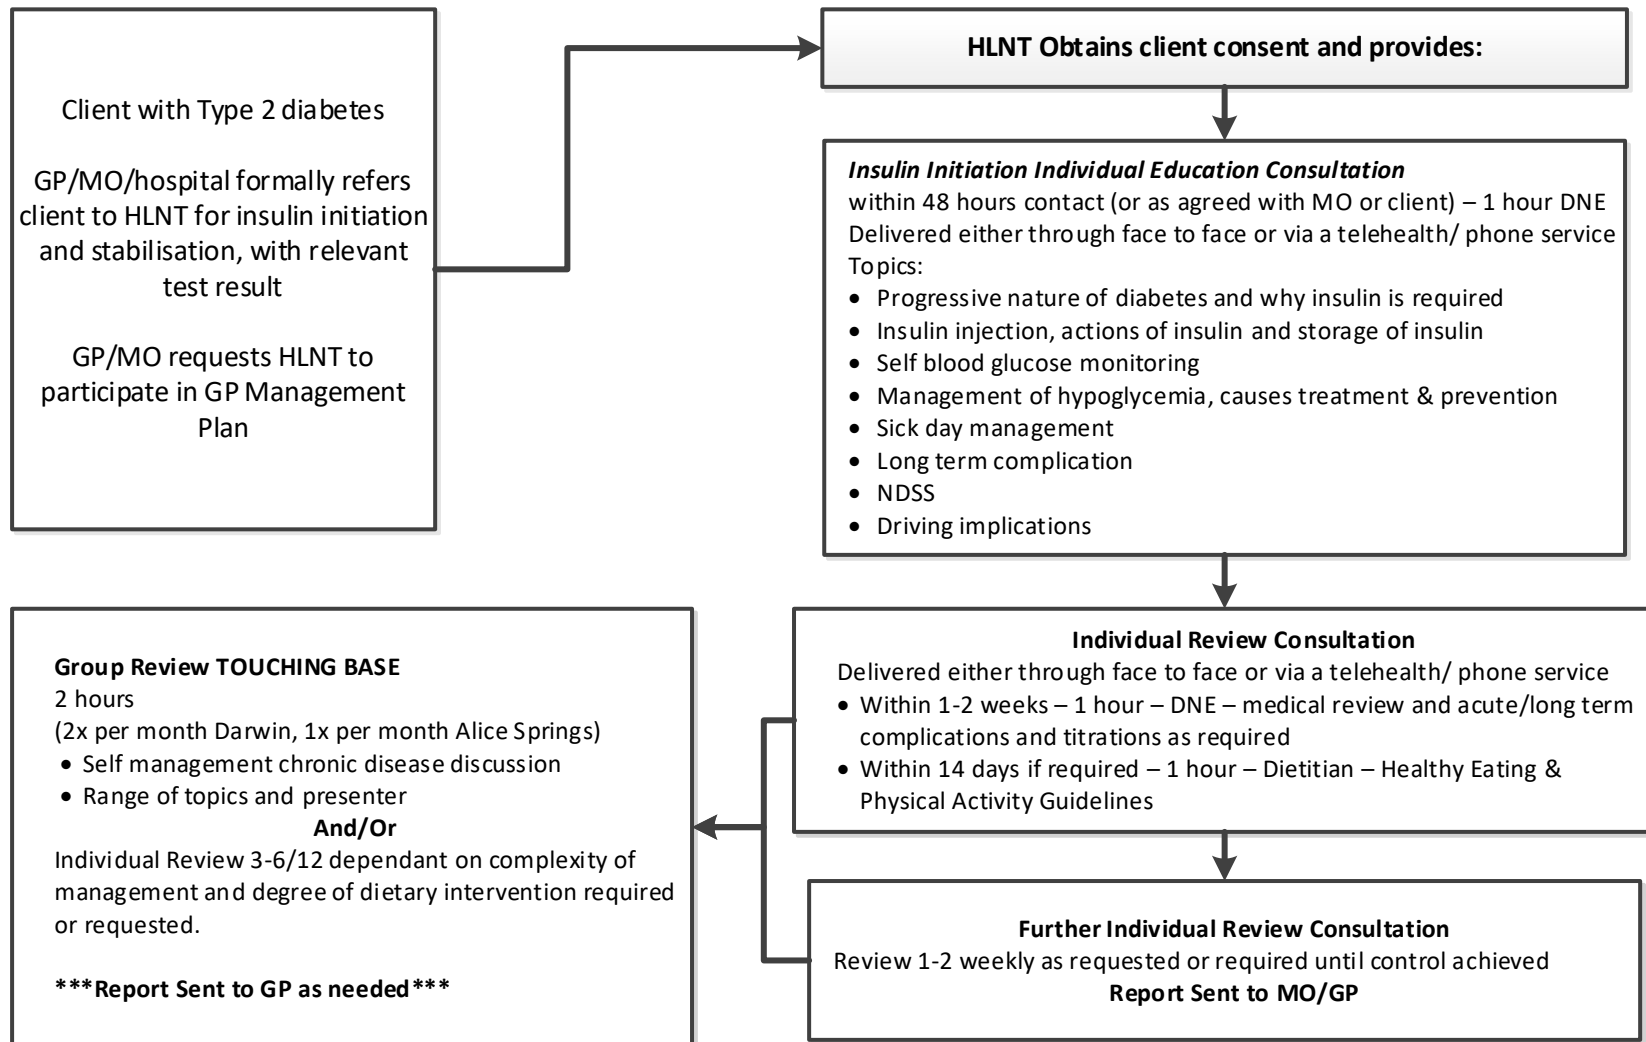 Client with Type 2 diabetes
GP/MO/hospital formally refers
client to HLNT for insulin initiation
and stabilisation, with relevant
test result
GP/MO requests HLNT to
participate in GP Management
Plan
HLNT Obtains client consent and provides:
Insulin Initiation Individual Education Consultation
within 48 hours contact (or as agreed with MO or client) – 1 hour DNE
Delivered either through face to face or via a telehealth/ phone service
Topics:
• Progressive nature of diabetes and why insulin is required
• Insulin injection, actions of insulin and storage of insulin
• Self blood glucose monitoring
• Management of hypoglycemia, causes treatment & prevention
• Sick day management
• Long term complication
• NDSS
• Driving implications
Individual Review Consultation
Delivered either through face to face or via a telehealth/ phone service
• Within 1-2 weeks – 1 hour – DNE – medical review and acute/long term
complications and titrations as required
• Within 14 days if required – 1 hour – Dietitian – Healthy Eating &
Physical Activity Guidelines
Further Individual Review Consultation
Review 1-2 weekly as requested or required until control achieved
Report Sent to MO/GP
Group Review TOUCHING BASE
2 hours
(2x per month Darwin, 1x per month Alice Springs)
• Self management chronic disease discussion
• Range of topics and presenter
And/Or
Individual Review 3-6/12 dependant on complexity of
management and degree of dietary intervention required
or requested.
***Report Sent to GP as needed***